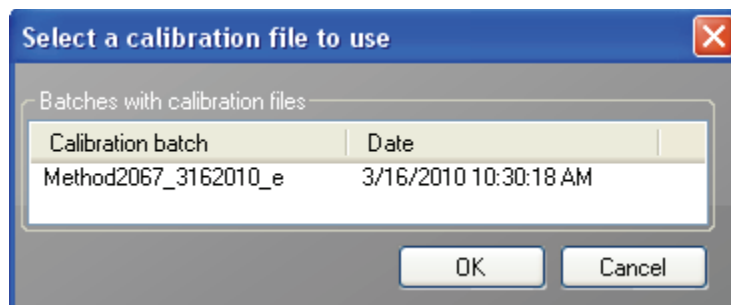 Select a calibration file to use
Batches with calibration files
Calibration batch Date
Method2067_3162010_e 3/16/2010 10:30:18 AM
OK Cancel